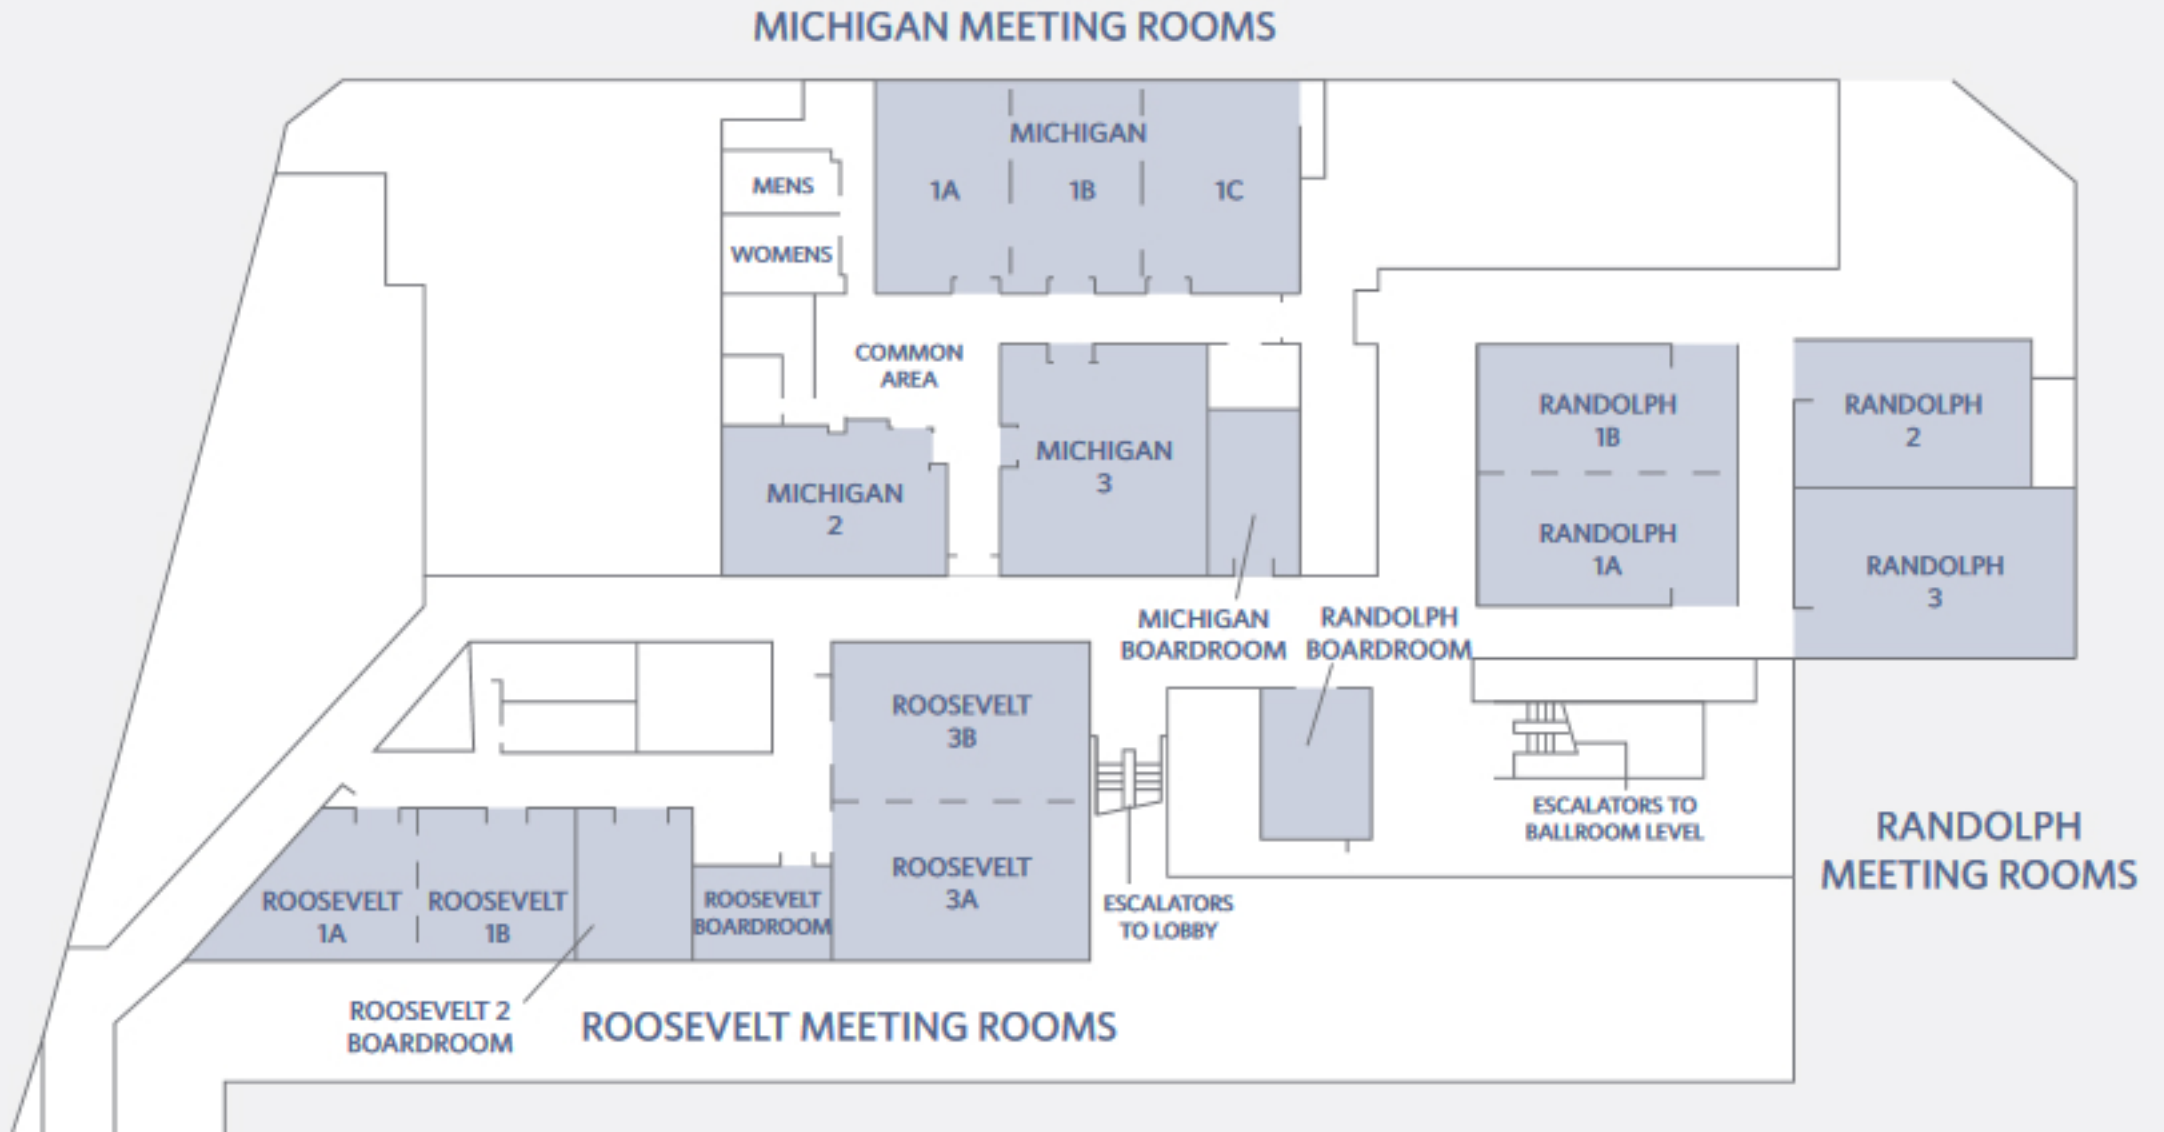 MICHIGAN MEETING ROOMS
MICHIGAN
1A
1B
1C
MENS
WOMENS
COMMON
AREA
MICHIGAN
2
MICHIGAN
3
RANDOLPH
1B
RANDOLPH
1A
RANDOLPH
2
RANDOLPH
3
MICHIGAN
BOARDROOM
RANDOLPH
BOARDROOM
ROOSEVELT
3B
ROOSEVELT
3A
ESCALATORS TO
BALLROOM LEVEL
RANDOLPH
MEETING ROOMS
ROOSEVELT
1A
ROOSEVELT
1B
ROOSEVELT
BOARDROOM
ESCALATORS
TO LOBBY
ROOSEVELT 2
BOARDROOM
ROOSEVELT MEETING ROOMS